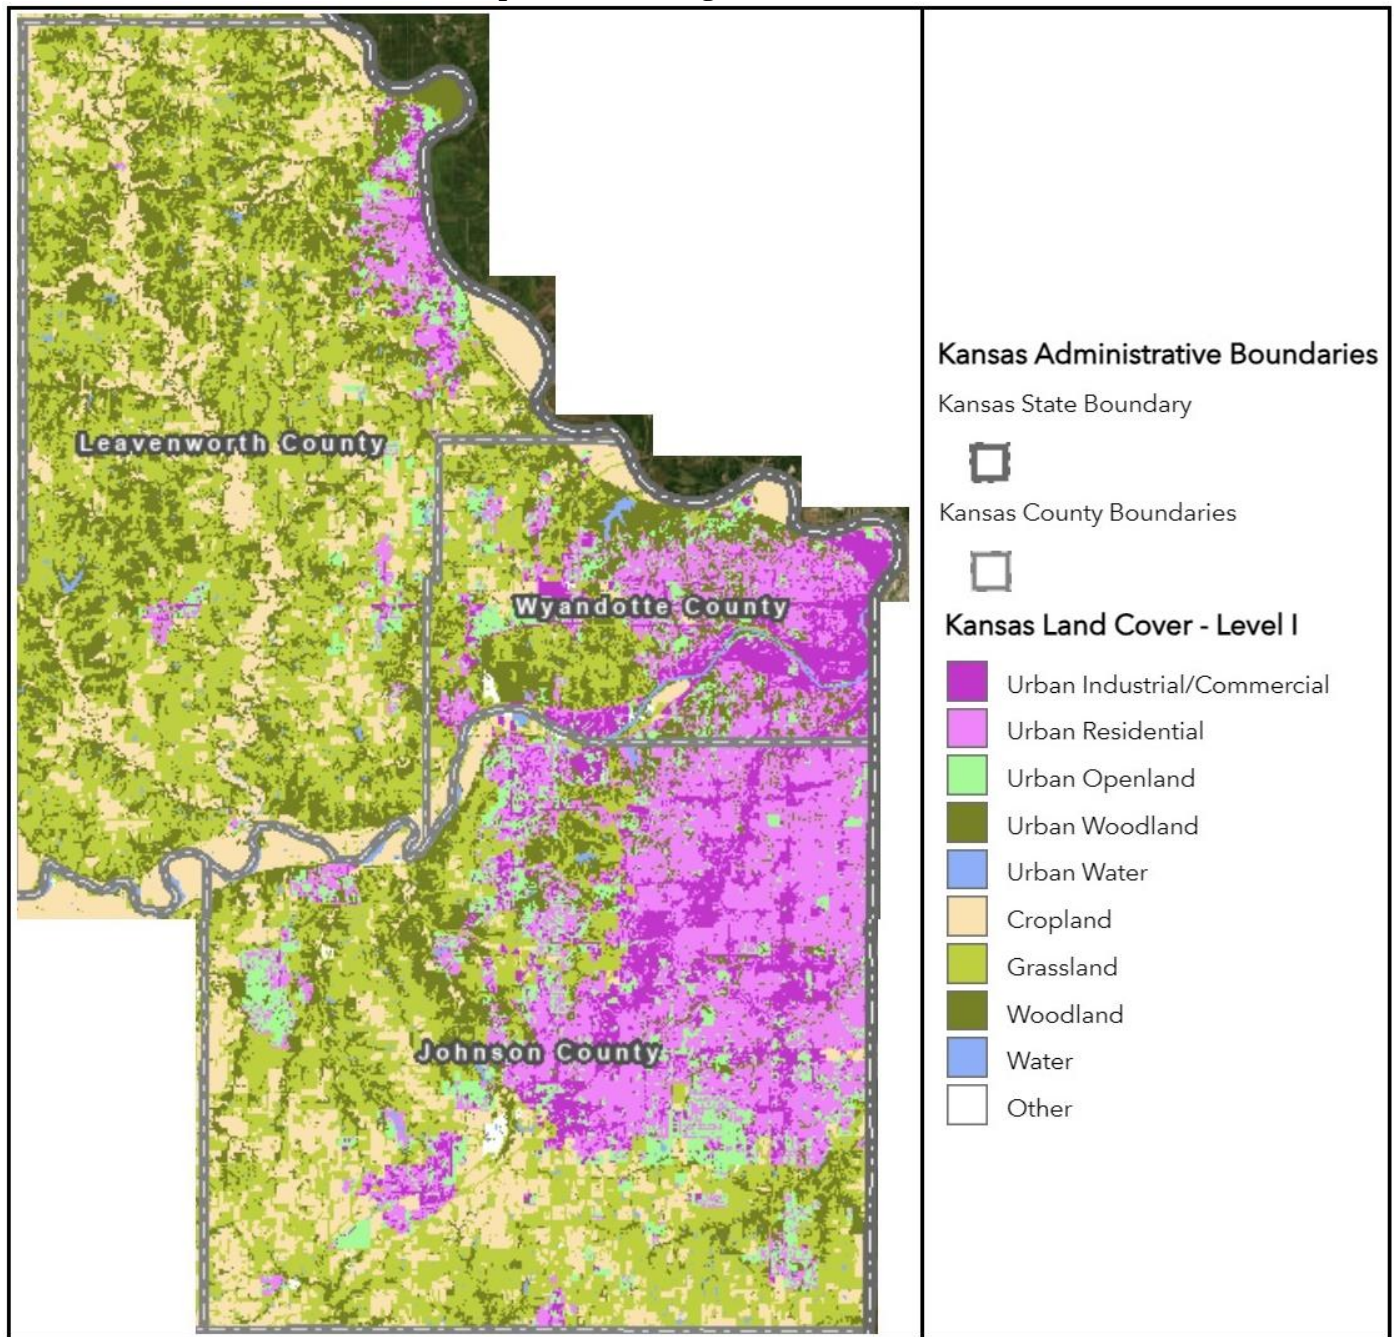 Kansas Administrative Boundaries
Kansas State Boundary
Kansas County Boundaries
Kansas Land Cover - Level I
Urban Industrial/Commercial
Urban Residential
Urban Openland
Urban Woodland
Urban Water
Cropland
Grassland
Woodland
Water
Other
Leavenworth County
Wyandotte County
Johnson County